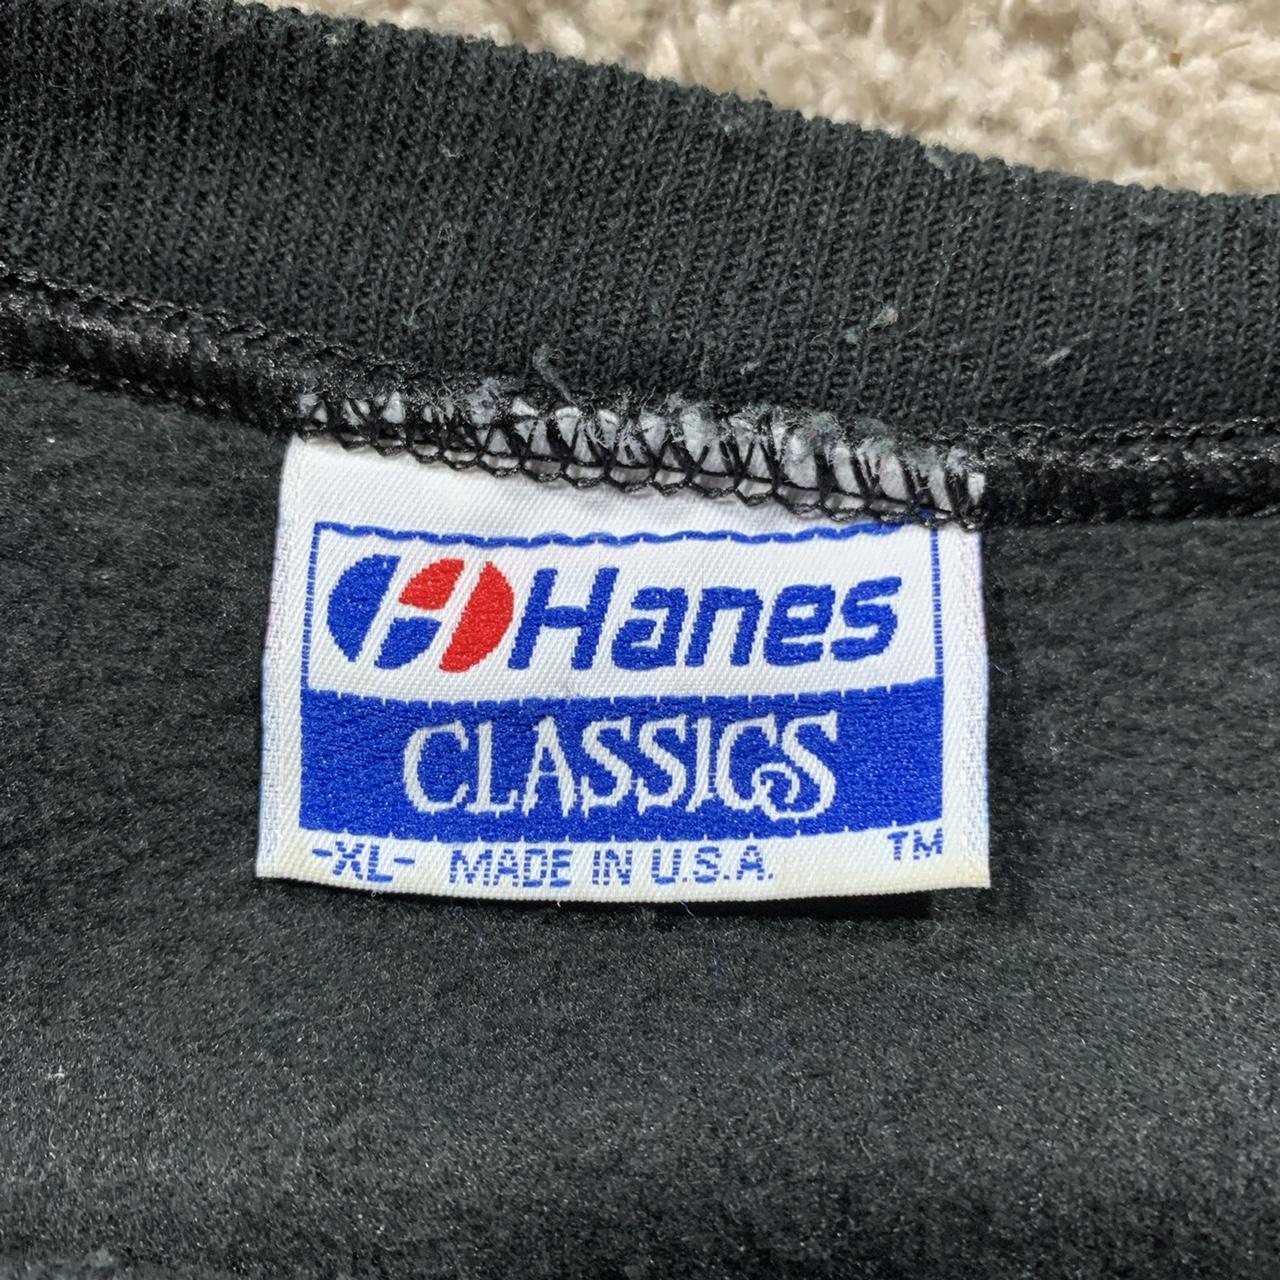 Hanes
CLASSICS
TM
-XL- MADE IN U.S.A.